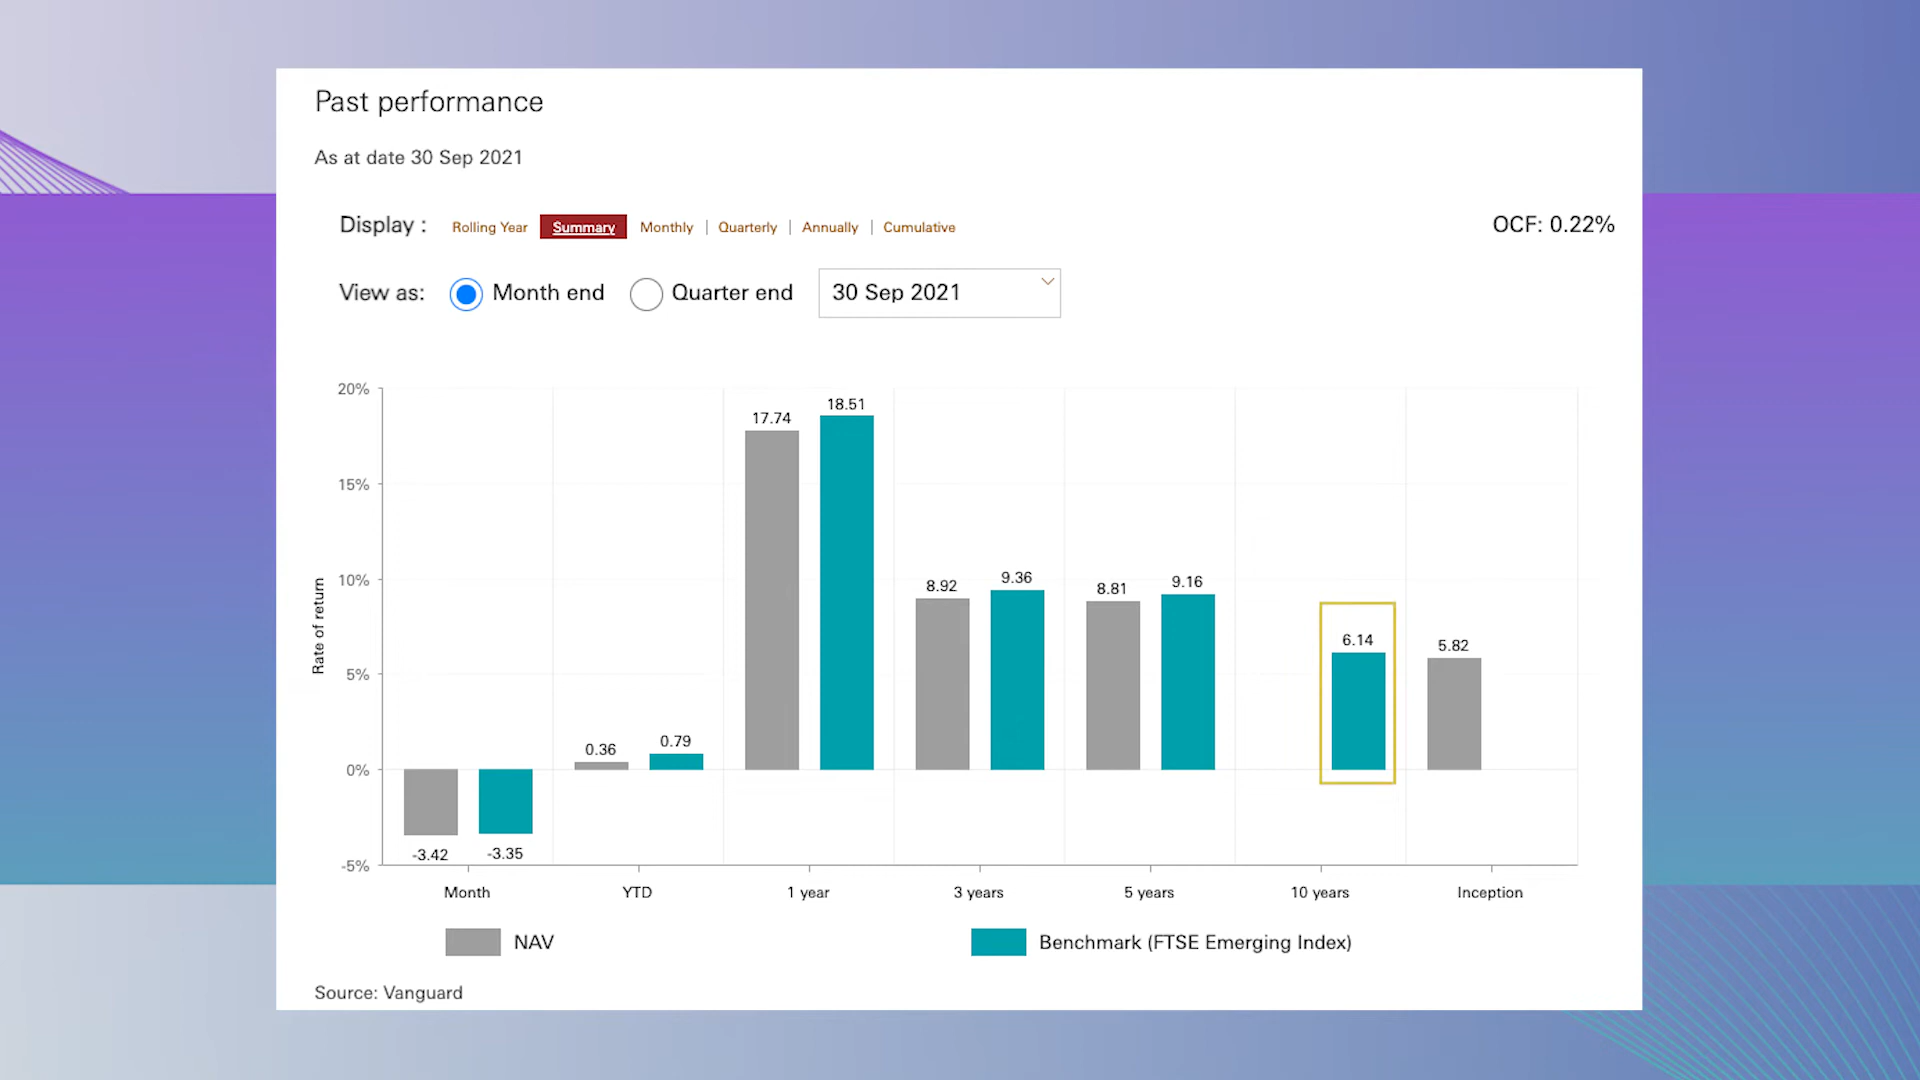 Past performance
As at date 30 Sep 2021
Display : Rolling Year Summary Monthly | Quarterly | Annually | Cumulative OCF: 0.22%
View as: Month end Quarter end 30 Sep 2021
Rate of return
20%
15%
10%
5%
0%
-5%
-3.42 -3.35
0.36 0.79
17.74 18.51
8.92 9.36
8.81 9.16
6.14
5.82
Month YTD 1 year 3 years 5 years 10 years Inception
NAV Benchmark (FTSE Emerging Index)
Source: Vanguard